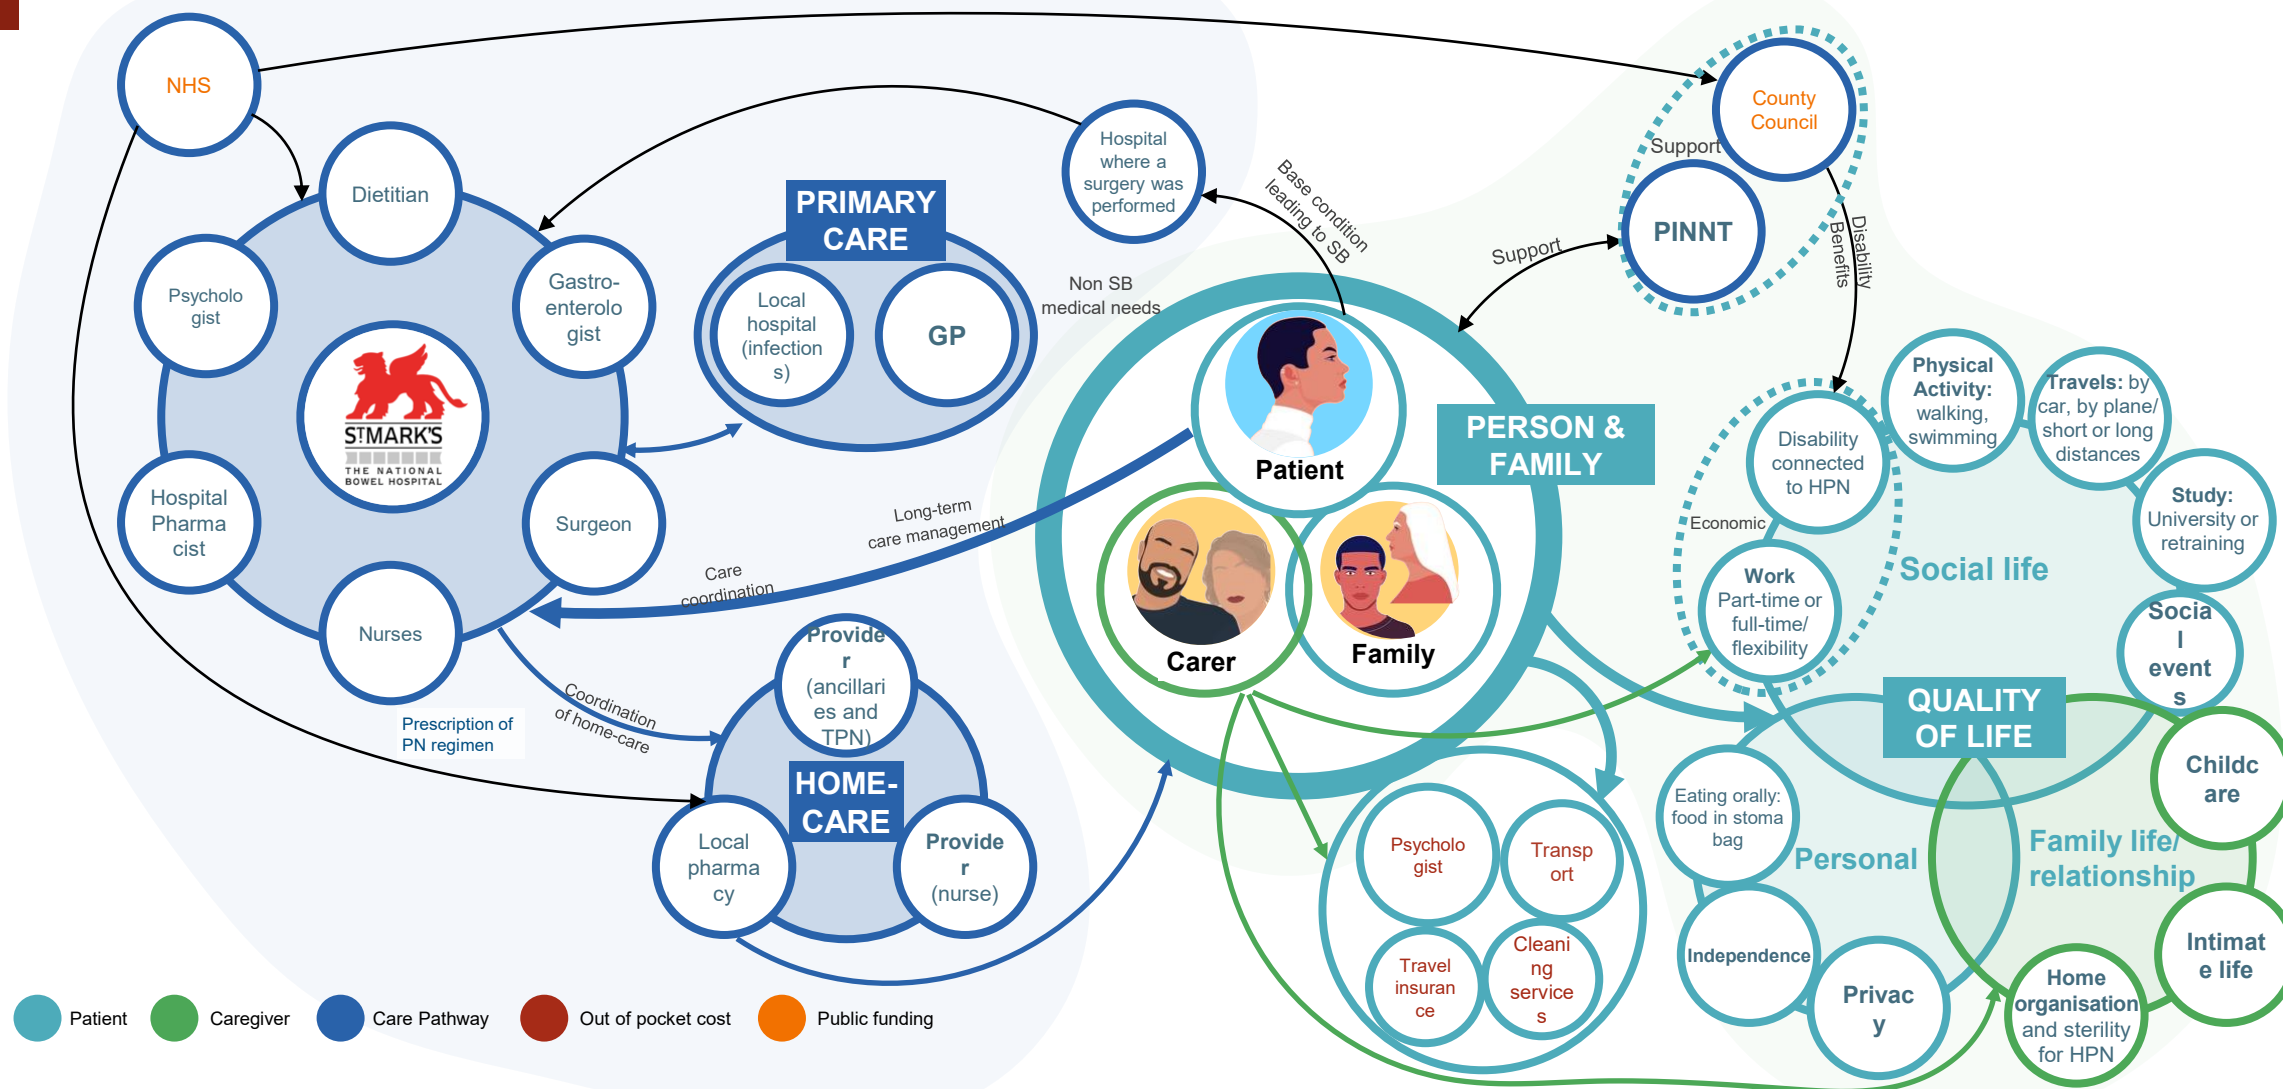 NHS
Dietitian
Psycholo
gist
Gastro-
enterolo
gist
ST MARK'S
THE NATIONAL
BOWEL HOSPITAL
Hospital
Pharma
cist
Surgeon
Nurses
Prescription of
PN regimen
PRIMARY
CARE
Local
hospital
(infection
s)
GP
Hospital
where a
surgery was
performed
Base condition
leading to SB
Non SB
medical needs
Long-term
care management
Care
coordination
Coordination
of home-care
Provide
r
(ancillari
es and
TPN)
HOME-
CARE
Local
pharma
cy
Provide
r
(nurse)
PERSON &
FAMILY
Patient
Carer
Family
Support
County
Council
Support
PINNT
Disability
Benefits
Disability
connected
to HPN
Economic
Work
Part-time or
full-time/
flexibility
Physical
Activity:
walking,
swimming
Travels: by
car, by plane/
short or long
distances
Study:
University or
retraining
Social life
Socia
l
event
s
QUALITY
OF LIFE
Eating orally:
food in stoma
bag
Personal
Independence
Privac
y
Family life/
relationship
Childc
are
Intimat
e life
Home
organisation
and sterility
for HPN
Psycholo
gist
Transp
ort
Travel
insuran
ce
Cleani
ng
service
s
Patient
Caregiver
Care Pathway
Out of pocket cost
Public funding